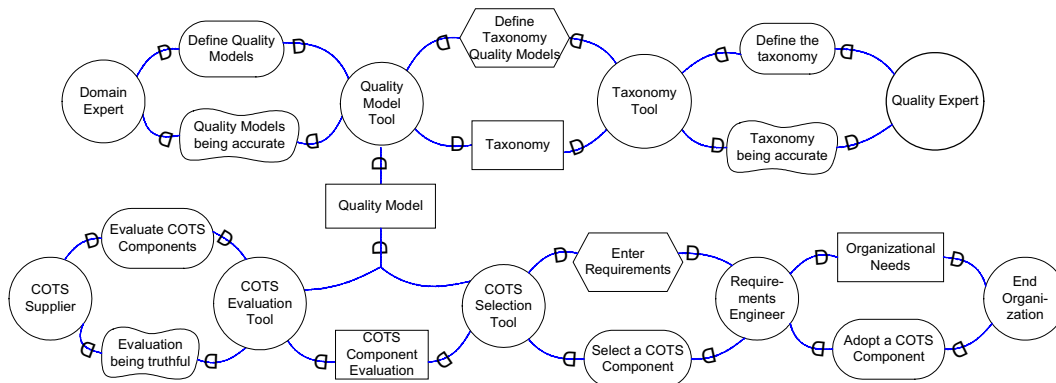 Define Quality
Models
Define
Taxonomy
Quality Models
Define the
taxonomy
Domain
Expert
Quality
Model
Tool
Taxonomy
Tool
Quality Expert
Quality Models
being accurate
Taxonomy
Taxonomy
being accurate
Quality Model
Evaluate COTS
Components
Enter
Requirements
Organizational
Needs
COTS
Supplier
COTS
Evaluation
Tool
COTS
Selection
Tool
Require-
ments
Engineer
End
Organi-
zation
Evaluation
being truthful
COTS
Component
Evaluation
Select a COTS
Component
Adopt a COTS
Component